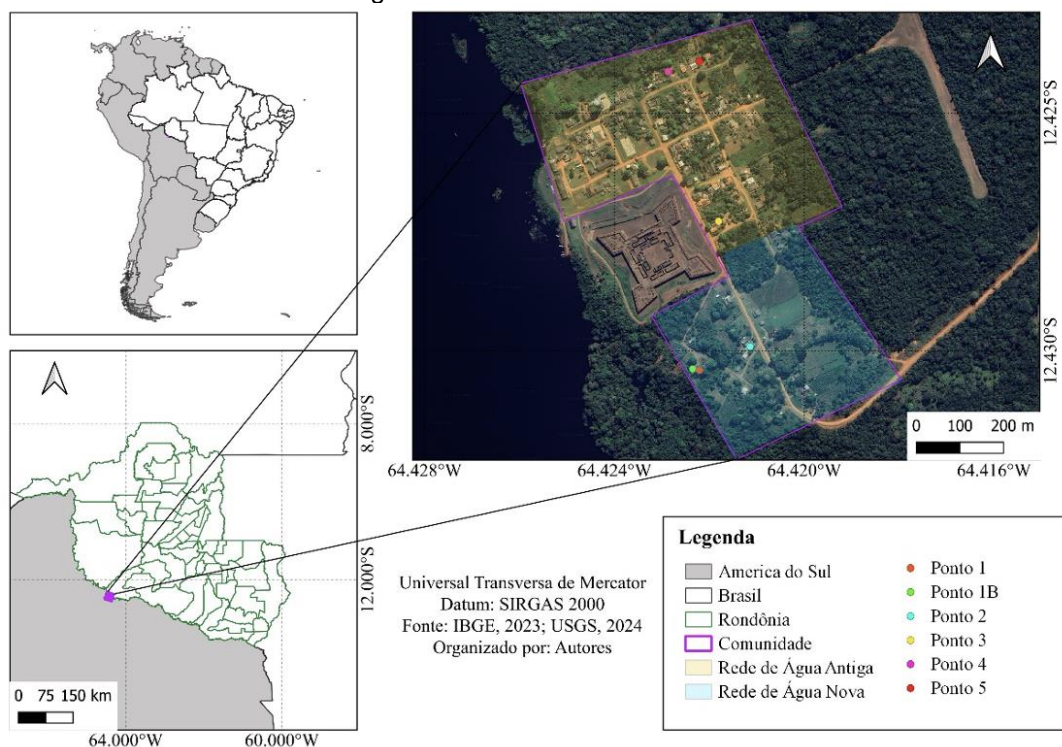 12.425°S
12.430°S
0 100 200 m
64.428°W 64.424°W 64.420°W 64.416°W
8.000°S
12.000°S
0 75 150 km
64.000°W 60.000°W
Universal Transversa de Mercator
Datum: SIRGAS 2000
Fonte: IBGE, 2023; USGS, 2024
Organizado por: Autores
Legenda
America do Sul
Brasil
Rondônia
Comunidade
Rede de Água Antiga
Rede de Água Nova
Ponto 1
Ponto 1B
Ponto 2
Ponto 3
Ponto 4
Ponto 5